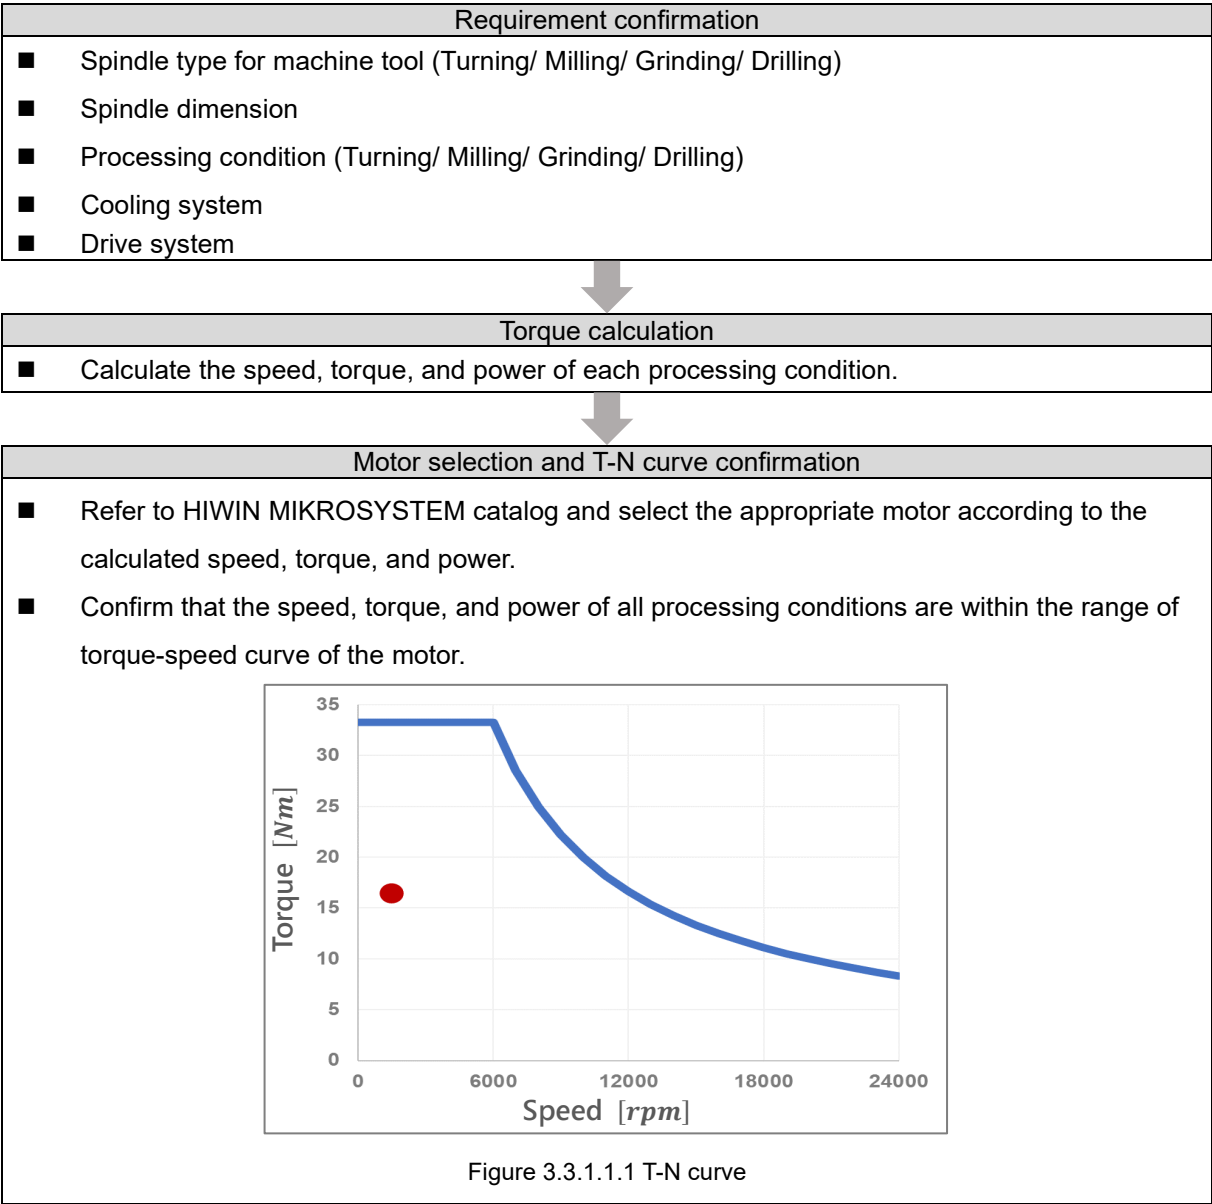 Requirement confirmation
■ Spindle type for machine tool (Turning/ Milling/ Grinding/ Drilling)
■ Spindle dimension
■ Processing condition (Turning/ Milling/ Grinding/ Drilling)
■ Cooling system
■ Drive system
Torque calculation
■ Calculate the speed, torque, and power of each processing condition.
Motor selection and T-N curve confirmation
■ Refer to HIWIN MIKROSYSTEM catalog and select the appropriate motor according to the
calculated speed, torque, and power.
■ Confirm that the speed, torque, and power of all processing conditions are within the range of
torque-speed curve of the motor.
35
30
25
20
15
10
5
0
Torque [Nm]
0 6000 12000 18000 24000
Speed [rpm]
Figure 3.3.1.1.1 T-N curve